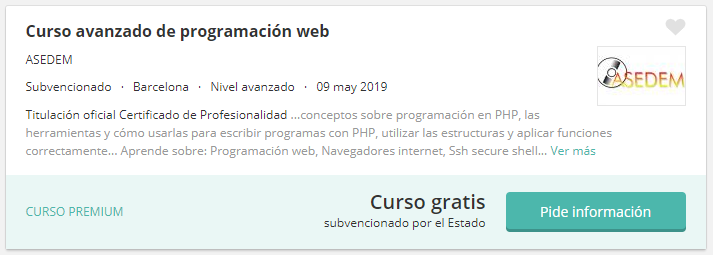 Curso avanzado de programación web
ASEDEM
ASEDEM
Subvencionado · Barcelona · Nivel avanzado · 09 may 2019
Titulación oficial Certificado de Profesionalidad ...conceptos sobre programación en PHP, las
herramientas y cómo usarlas para escribir programas con PHP, utilizar las estructuras y aplicar funciones
correctamente... Aprende sobre: Programación web, Navegadores internet, Ssh secure shell... Ver más
CURSO PREMIUM
Curso gratis
subvencionado por el Estado
Pide información